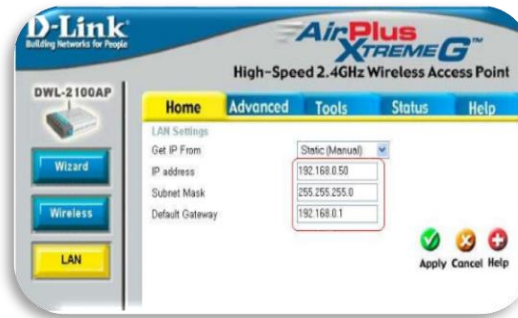 D-Link
Building Networks for People
AirPlus
XTREME G™
High-Speed 2.4GHz Wireless Access Point
DWL-2100AP
Home Advanced Tools Status Help
LAN Settings
Get IP From Static (Manual)
Wizard
IP address 192.168.0.50
Subnet Mask 255.255.255.0
Wireless
Default Gateway 192.168.0.1
LAN
Apply Cancel Help